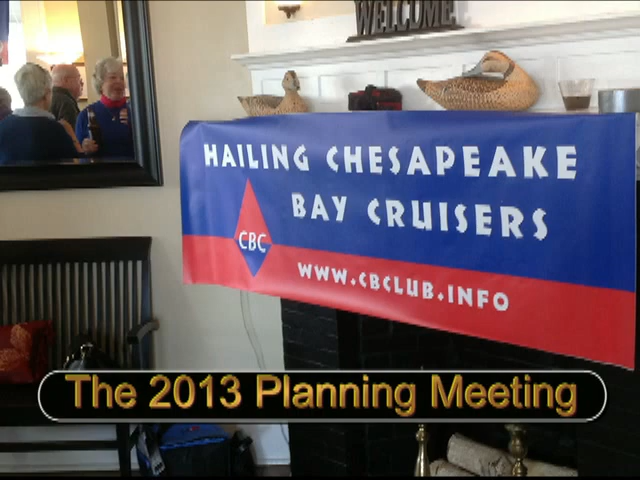 WELCOME
HAILING CHESAPEAKE
BAY CRUISERS
CBC
WWW.CBCLUB.INFO
The 2013 Planning Meeting